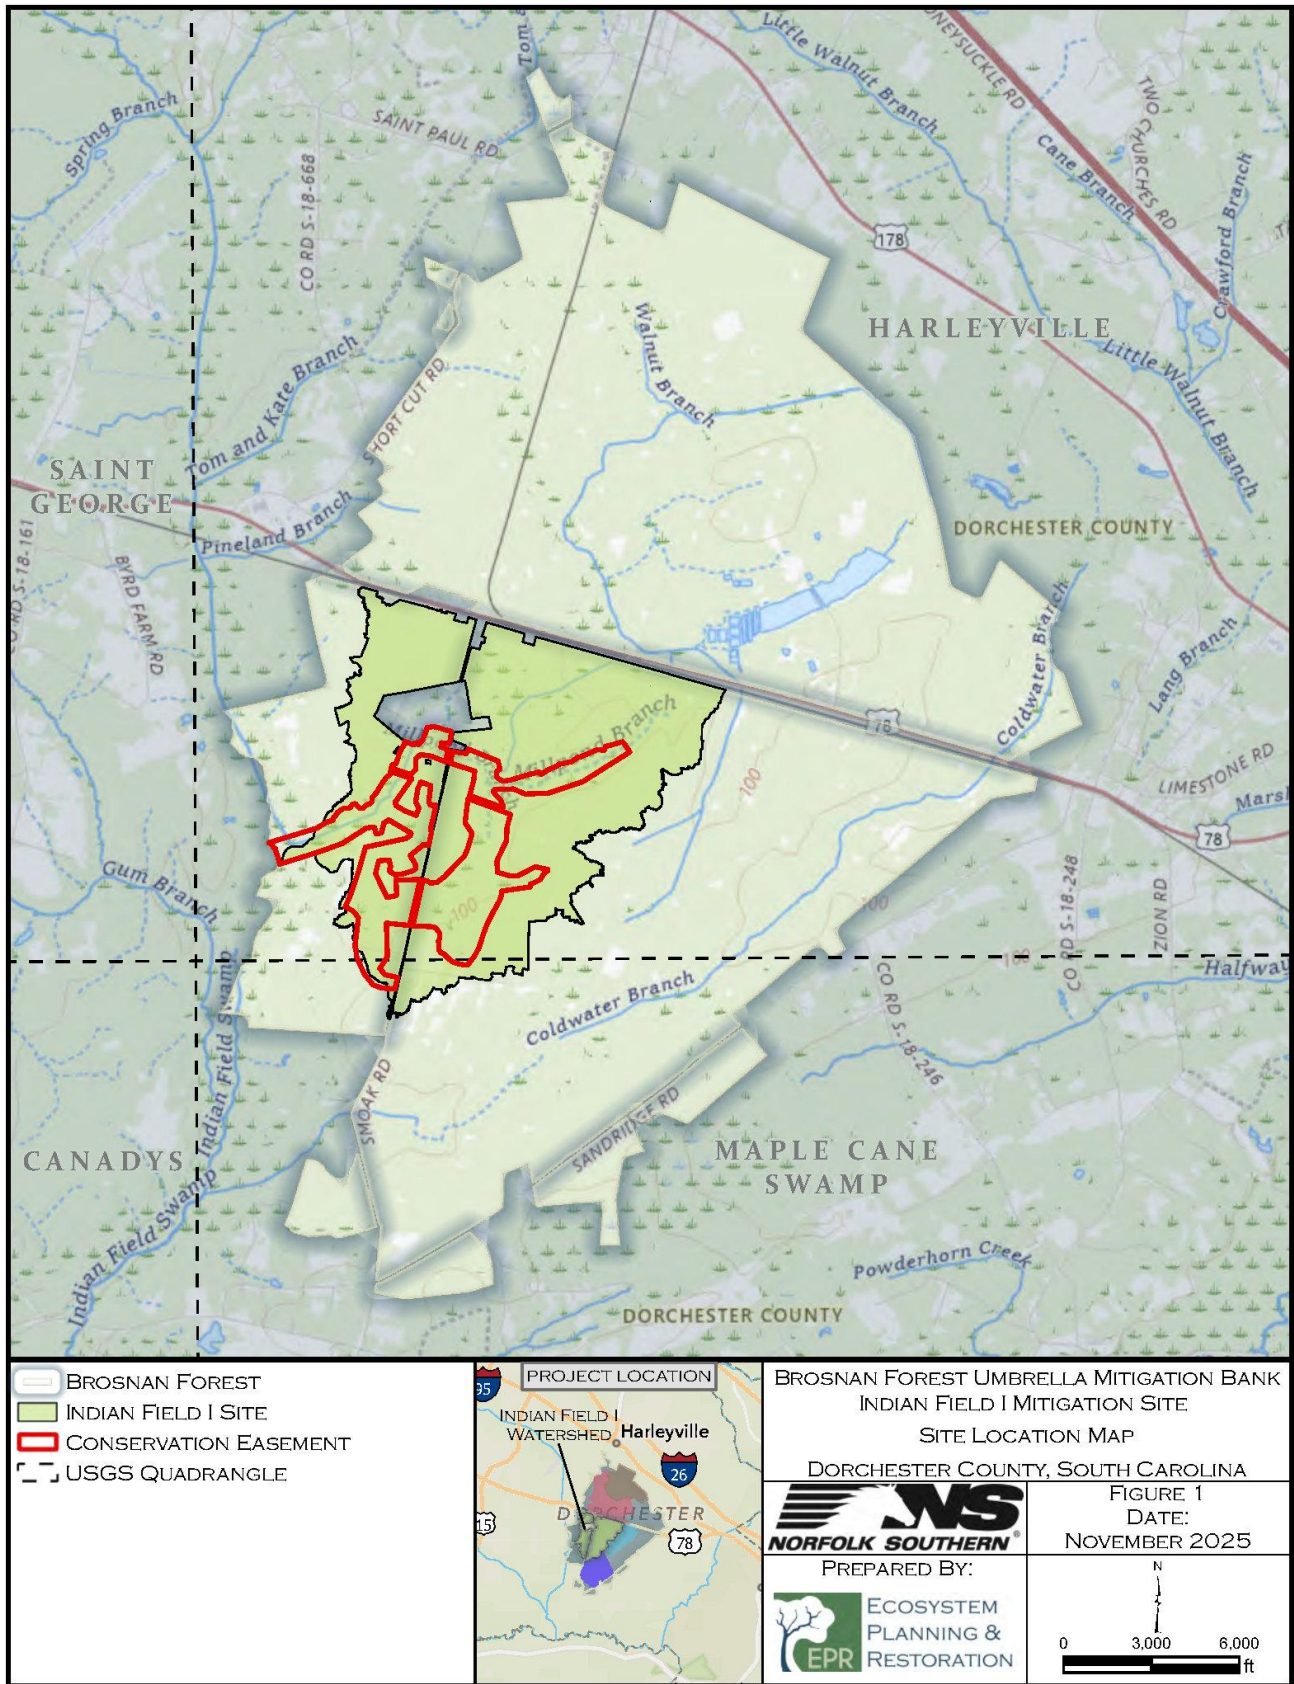 Tom
Little Walnut Branch
ONEYSUCKLE RD
TWO CHURCHES RD
Spring Branch
SAINT PAUL RD
Cane Branch
Crawford Branch
CO RD S-18-668
178
HARLEYVILLE
Walnut Branch
Little Walnut Branch
Tom and Kate Branch
SHORT CUT RD
SAINT
GEORGE
Pineland Branch
DORCHESTER COUNTY
CO RD S-18-161
BYRD FARM RD
Coldwater Branch
Lang Branch
Millpond Branch
78
100
LIMESTONE RD
Marsh
78
Gum Branch
100
100
CO RD S-18-248
ZION RD
100
Halfway
Indian Field Swamp
Coldwater Branch
CO RD S-18-246
SMOAK RD
SANDRIDGE RD
CANADYS
MAPLE CANE
SWAMP
Indian Field Swamp
Powderhorn Creek
DORCHESTER COUNTY
BROSNAN FOREST
INDIAN FIELD I SITE
CONSERVATION EASEMENT
USGS QUADRANGLE
PROJECT LOCATION
95
INDIAN FIELD I
WATERSHED
Harleyville
26
DORCHESTER
15
78
BROSNAN FOREST UMBRELLA MITIGATION BANK
INDIAN FIELD I MITIGATION SITE
SITE LOCATION MAP
DORCHESTER COUNTY, SOUTH CAROLINA
NS
NORFOLK SOUTHERN®
FIGURE 1
DATE:
NOVEMBER 2025
PREPARED BY:
EPR
ECOSYSTEM
PLANNING &
RESTORATION
N
0 3,000 6,000
ft